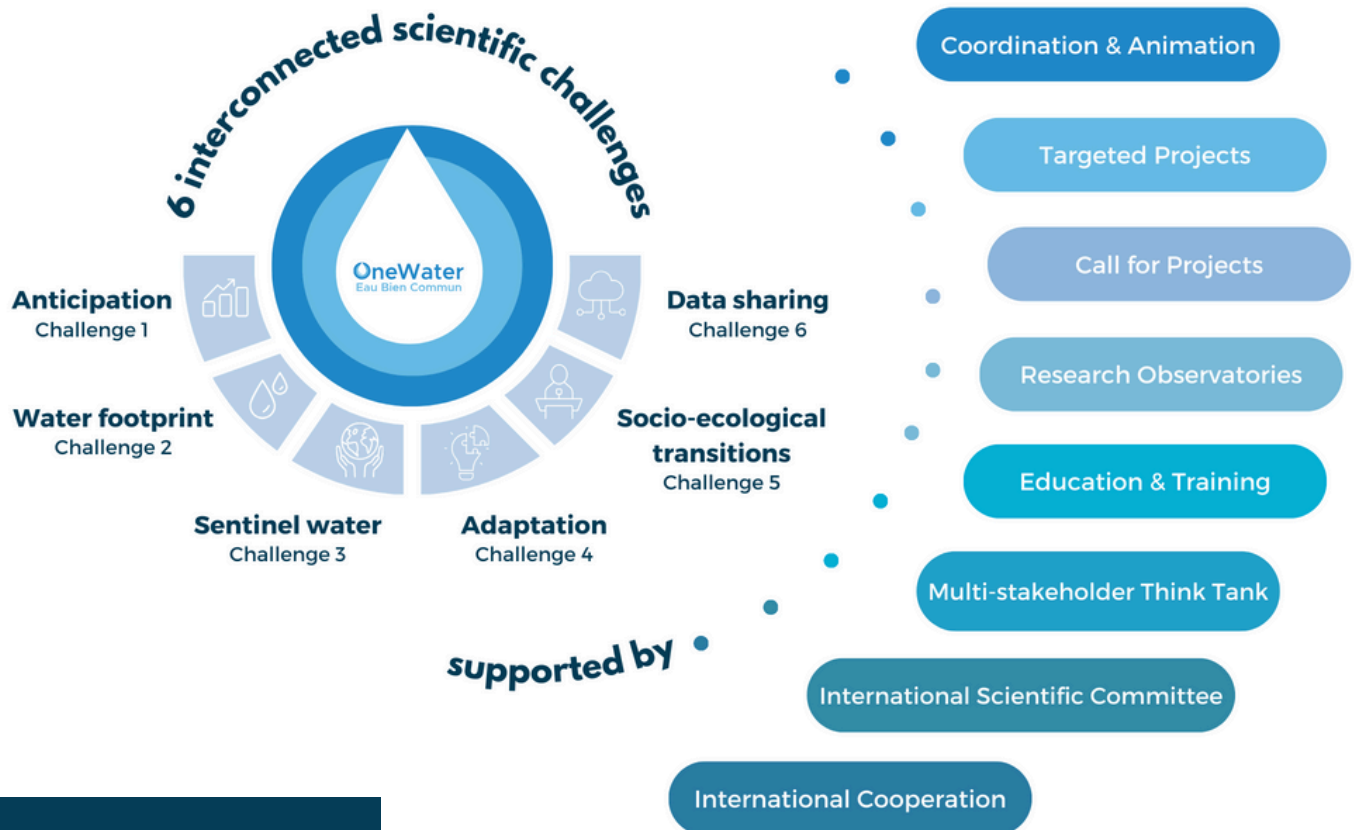 6 interconnected scientific challenges
OneWater
Eau Bien Commun
Anticipation
Challenge 1
Water footprint
Challenge 2
Sentinel water
Challenge 3
Adaptation
Challenge 4
Socio-ecological
transitions
Challenge 5
Data sharing
Challenge 6
supported by
Coordination & Animation
Targeted Projects
Call for Projects
Research Observatories
Education & Training
Multi-stakeholder Think Tank
International Scientific Committee
International Cooperation